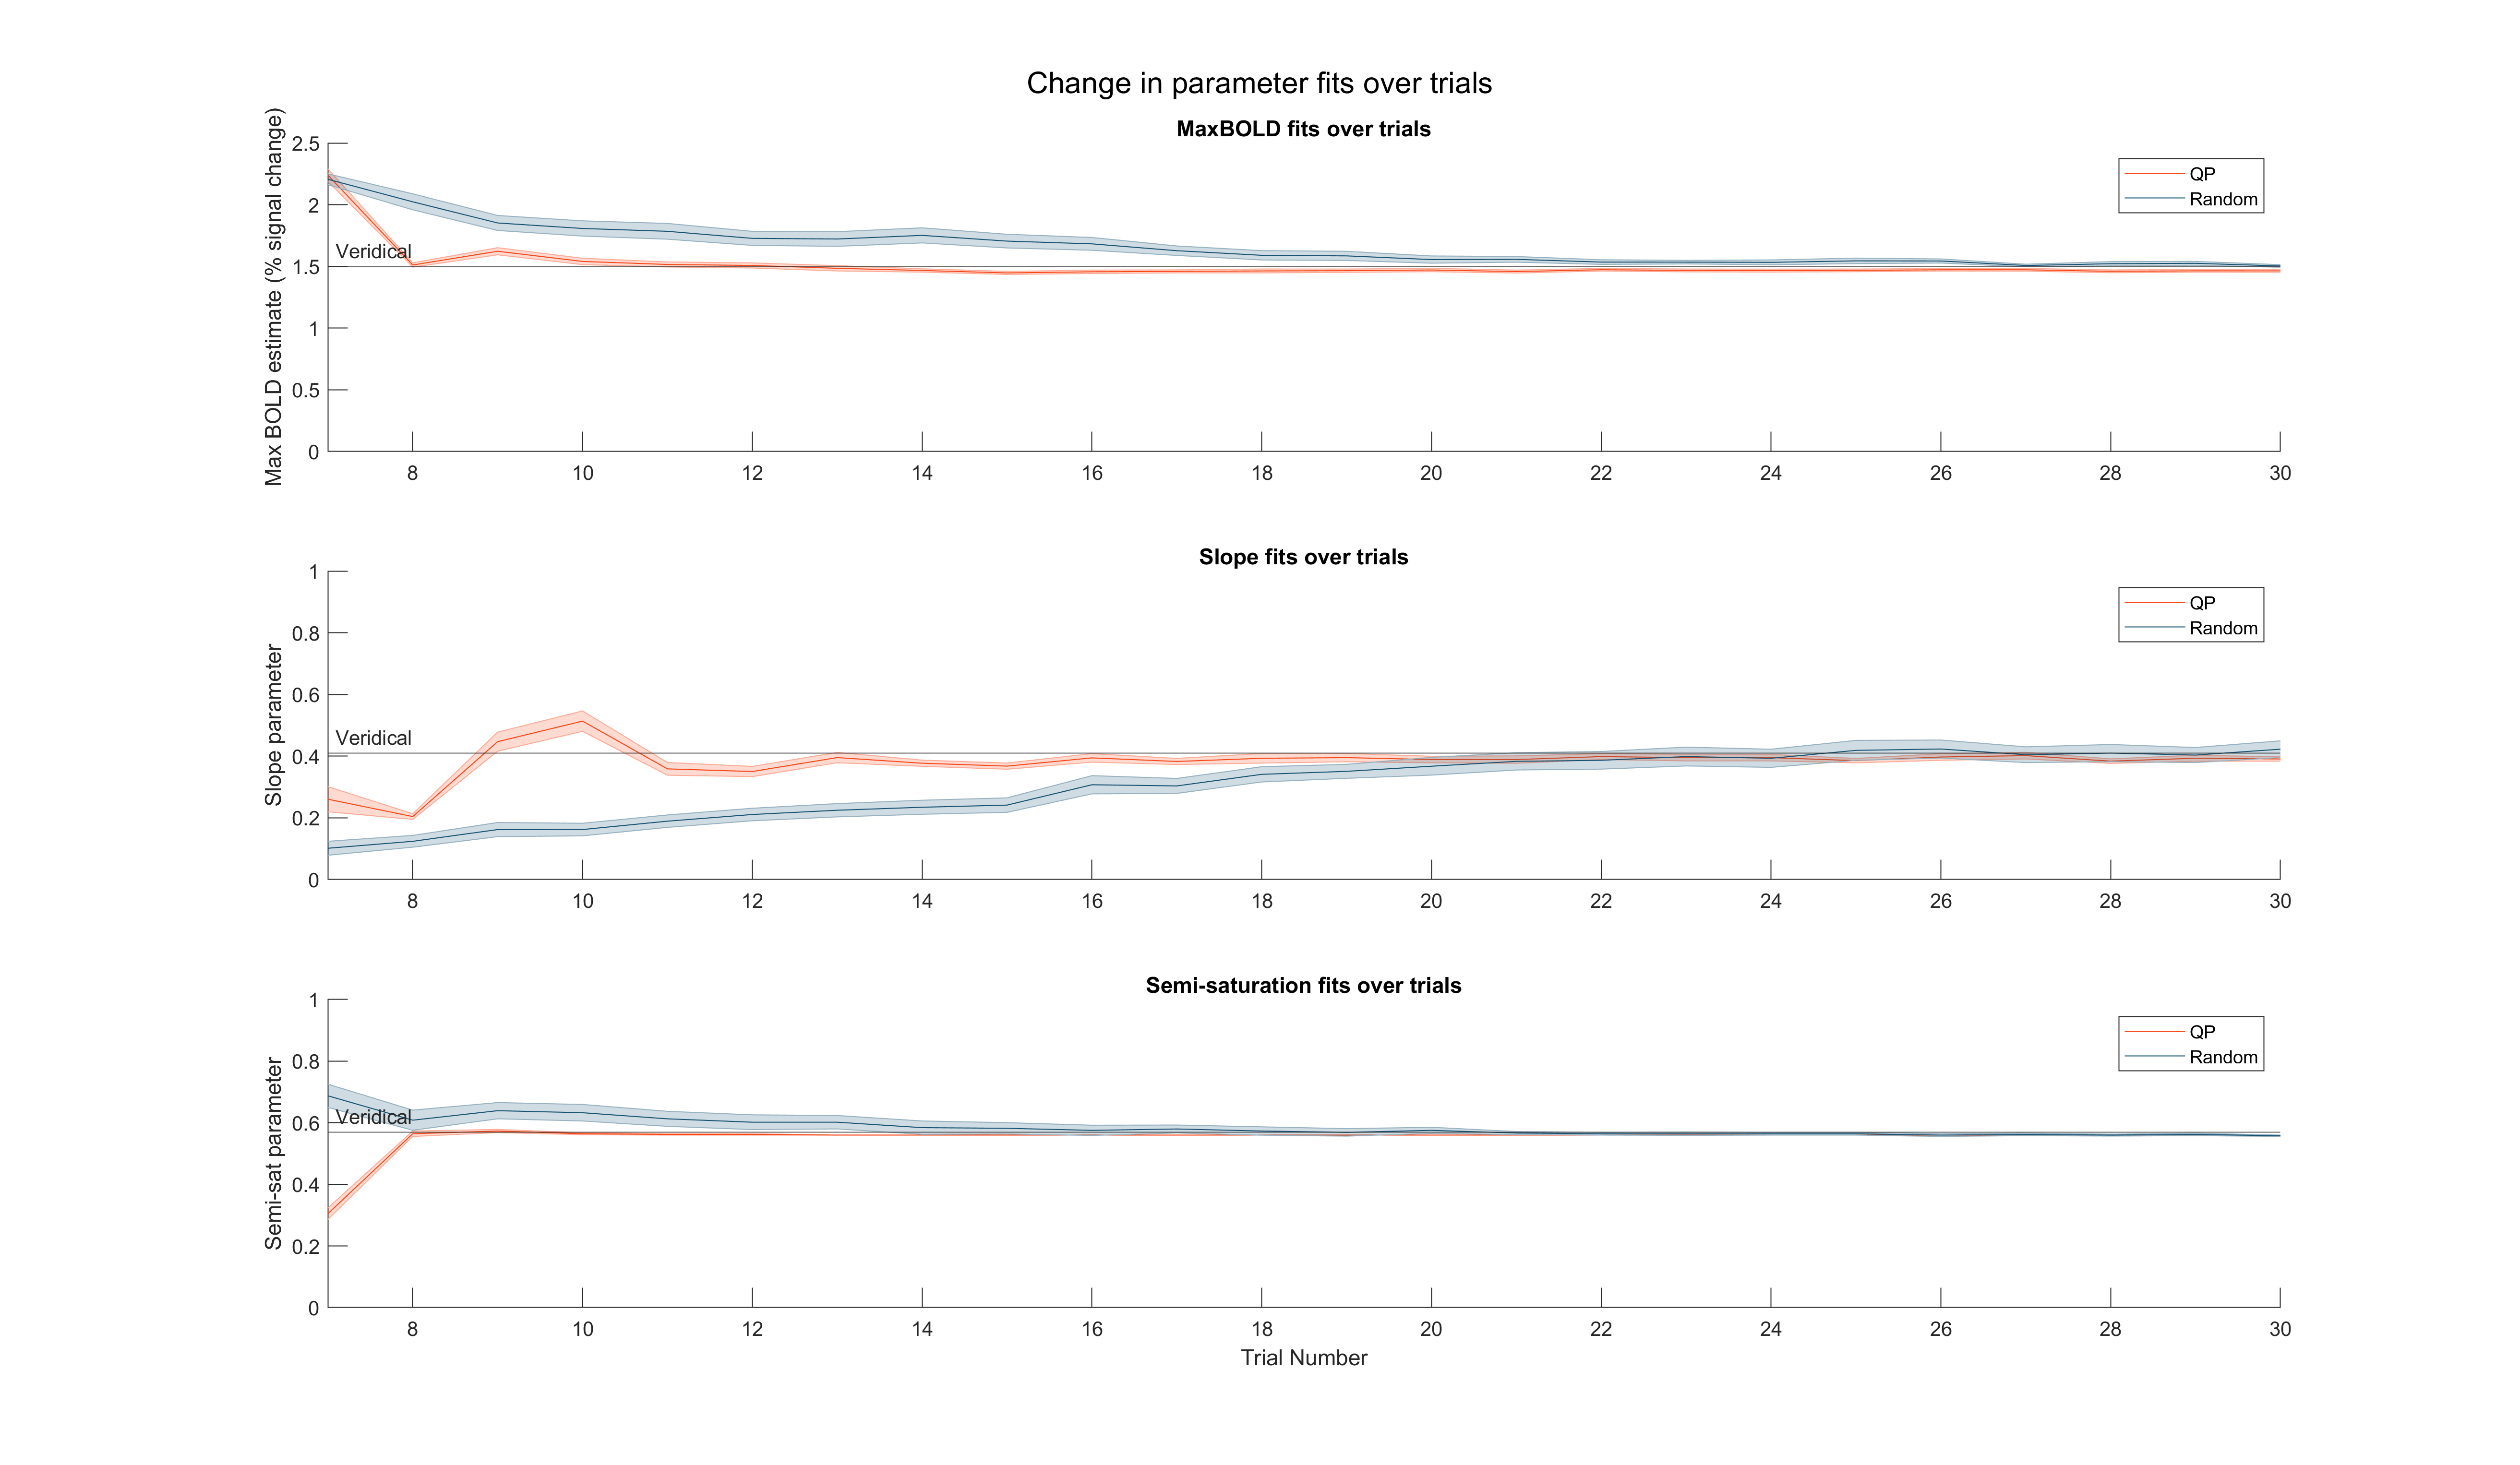 Change in parameter fits over trials
MaxBOLD fits over trials
Max BOLD estimate (% signal change)
2.5
2
1.5
1
0.5
0
Veridical
QP
Random
8 10 12 14 16 18 20 22 24 26 28 30
Slope fits over trials
Slope parameter
1
0.8
0.6
0.4
0.2
0
Veridical
QP
Random
8 10 12 14 16 18 20 22 24 26 28 30
Semi-saturation fits over trials
Semi-sat parameter
1
0.8
0.6
0.4
0.2
0
Veridical
QP
Random
8 10 12 14 16 18 20 22 24 26 28 30
Trial Number